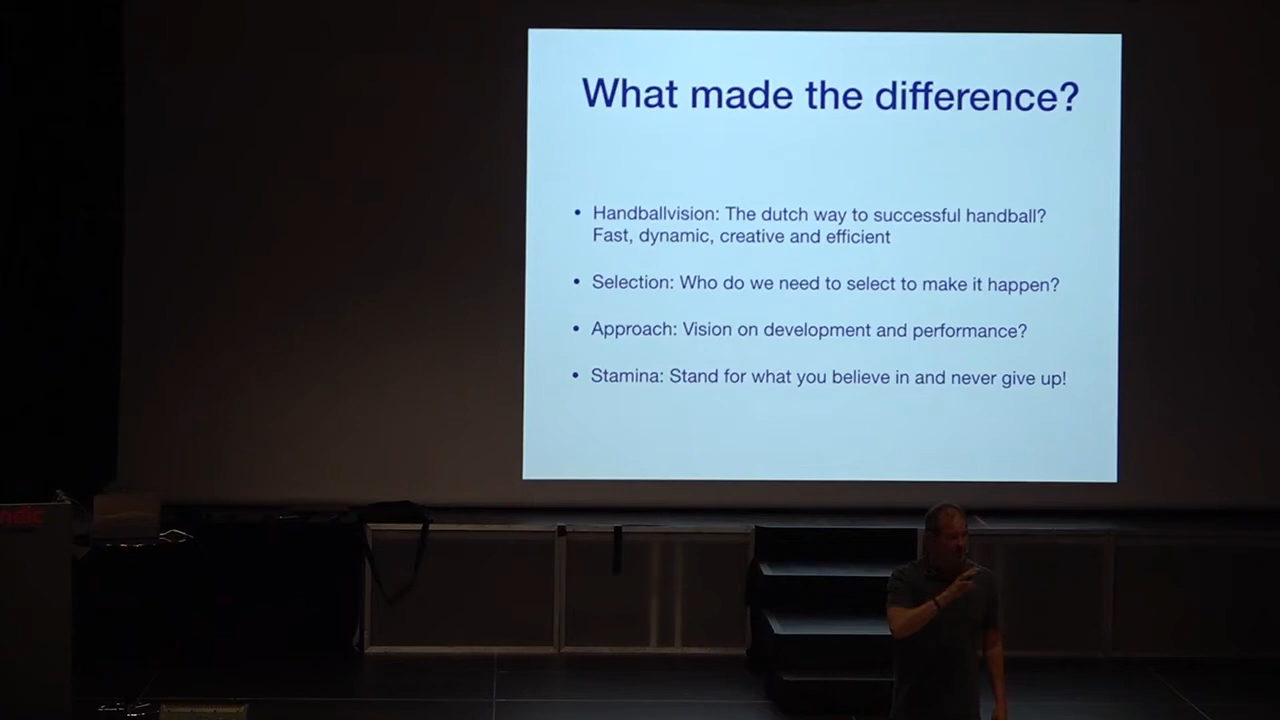 What made the difference?
• Handballvision: The dutch way to successful handball?
Fast, dynamic, creative and efficient
• Selection: Who do we need to select to make it happen?
• Approach: Vision on development and performance?
• Stamina: Stand for what you believe in and never give up!